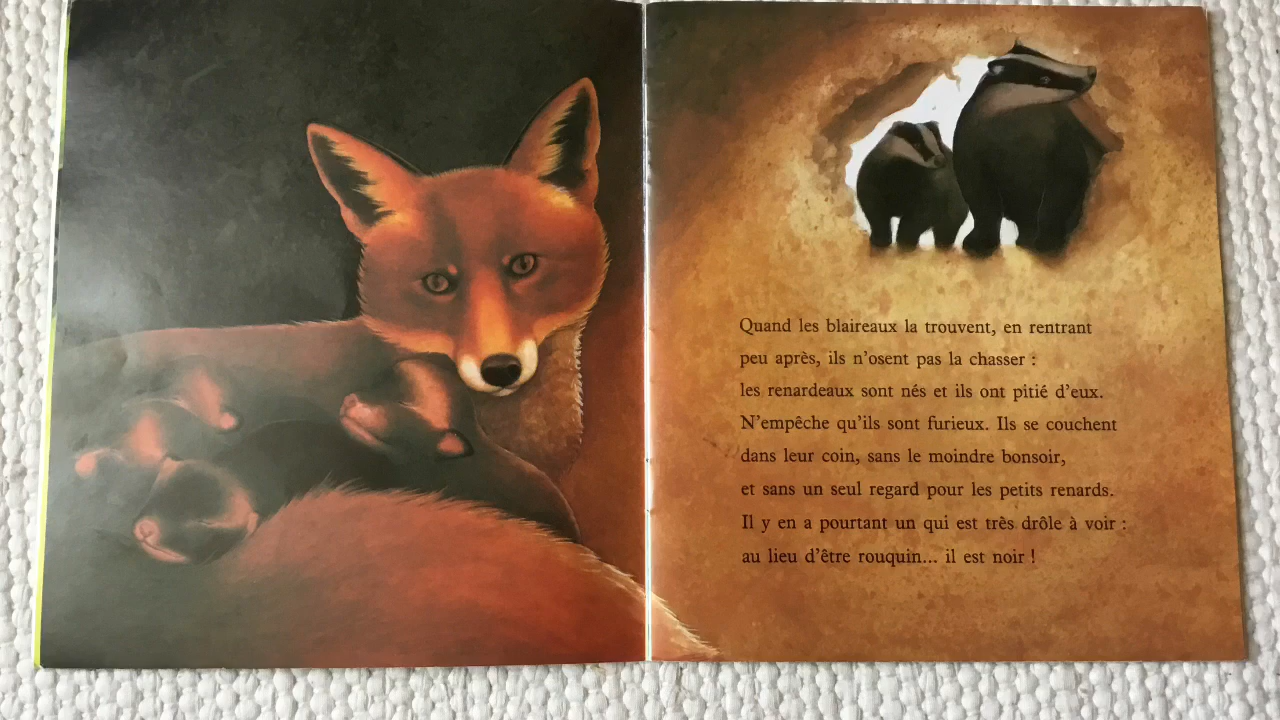 Quand les blaireaux la trouvent, en rentrant
peu après, ils n'osent pas la chasser :
les renardeaux sont nés et ils ont pitié d'eux.
N'empêche qu'ils sont furieux. Ils se couchent
dans leur coin, sans le moindre bonsoir,
et sans un seul regard pour les petits renards.
Il y en a pourtant un qui est très drôle à voir :
au lieu d'être rouquin... il est noir !